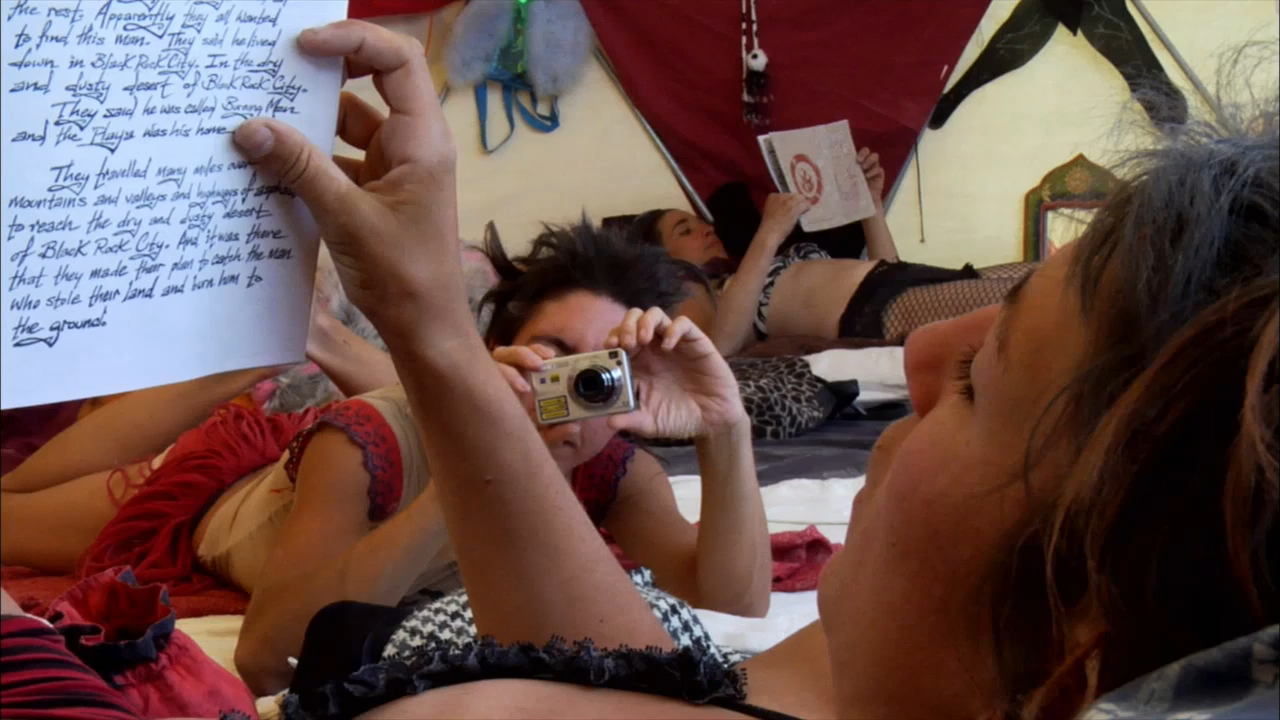 the rest. Apparently they all wanted
to find this man. They said he lived
down in Black Rock City. In the dry
and dusty desert of Black Rock City.
They said he was called Burning Man
and the Playa was his home
They travelled many miles over
mountains and valleys and highways of asphalt
to reach the dry and dusty desert
of Black Rock City. And it was there
that they made their plan to catch the man
who stole their land and burn him to
the ground.